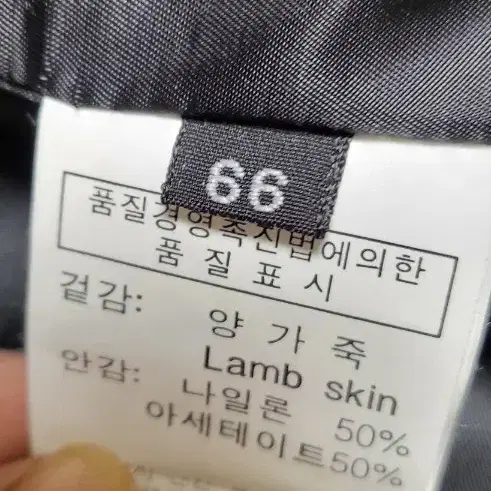 66
품질경영촉진법에의한
품 질 표 시
겉감: 양 가 죽
Lamb skin
안감: 나일론 50%
아세테이트50%